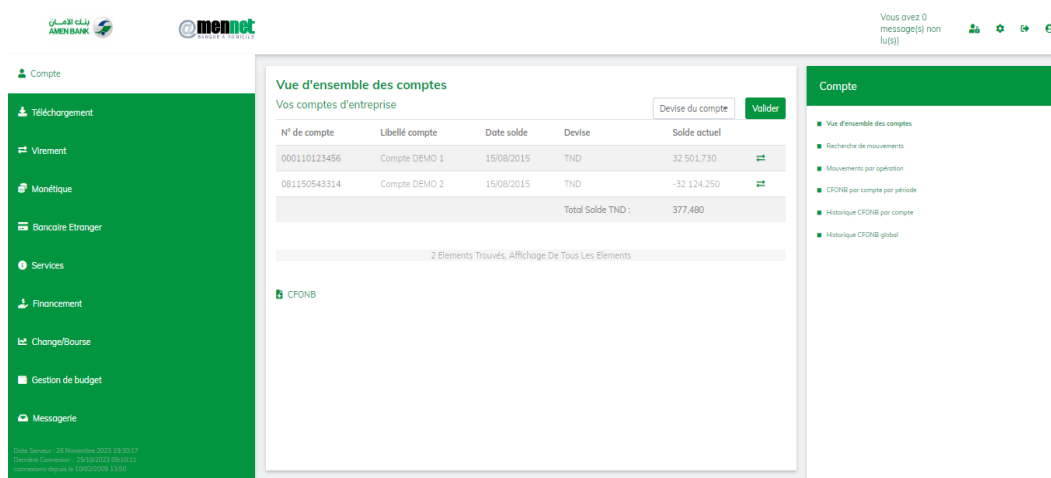 بنك الأمان
AMEN BANK
@mennet
BANQUE À DOMICILE
Vous avez 0
message(s) non
lu(s))
Compte
Téléchargement
Virement
Monétique
Bancaire Etranger
Services
Financement
Change/Bourse
Gestion de budget
Messagerie
Date Serveur : 28 Novembre 2023 19:30:17
Dernière Connexion : 25/10/2023 09:10:11
connexions depuis le 10/02/2009 13:50
Vue d'ensemble des comptes
Vos comptes d'entreprise
Devise du compte
Valider
N° de compte Libellé compte Date solde Devise Solde actuel
000110123456 Compte DEMO 1 15/08/2015 TND 32 501,730
081150543314 Compte DEMO 2 15/08/2015 TND -32 124,250
Total Solde TND : 377,480
2 Elements Trouvés, Affichage De Tous Les Elements
CFONB
Compte
Vue d'ensemble des comptes
Recherche de mouvements
Mouvements par opération
CFONB par compte par période
Historique CFONB par compte
Historique CFONB global